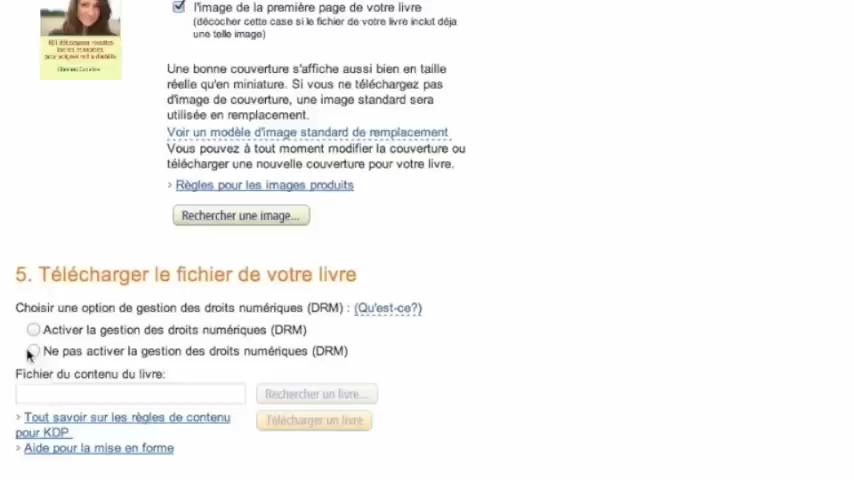 l'image de la première page de votre livre
(décocher cette case si le fichier de votre livre inclut déja
une telle image)
Une bonne couverture s'affiche aussi bien en taille
réelle qu'en miniature. Si vous ne téléchargez pas
d'image de couverture, une image standard sera
utilisée en remplacement.
Voir un modèle d'image standard de remplacement
Vous pouvez à tout moment modifier la couverture ou
télécharger une nouvelle couverture pour votre livre.
› Règles pour les images produits
Rechercher une image...
5. Télécharger le fichier de votre livre
Choisir une option de gestion des droits numériques (DRM) : (Qu'est-ce?)
Activer la gestion des droits numériques (DRM)
Ne pas activer la gestion des droits numériques (DRM)
Fichier du contenu du livre:
Rechercher un livre...
› Tout savoir sur les règles de contenu
pour KDP
Télécharger un livre
› Aide pour la mise en forme